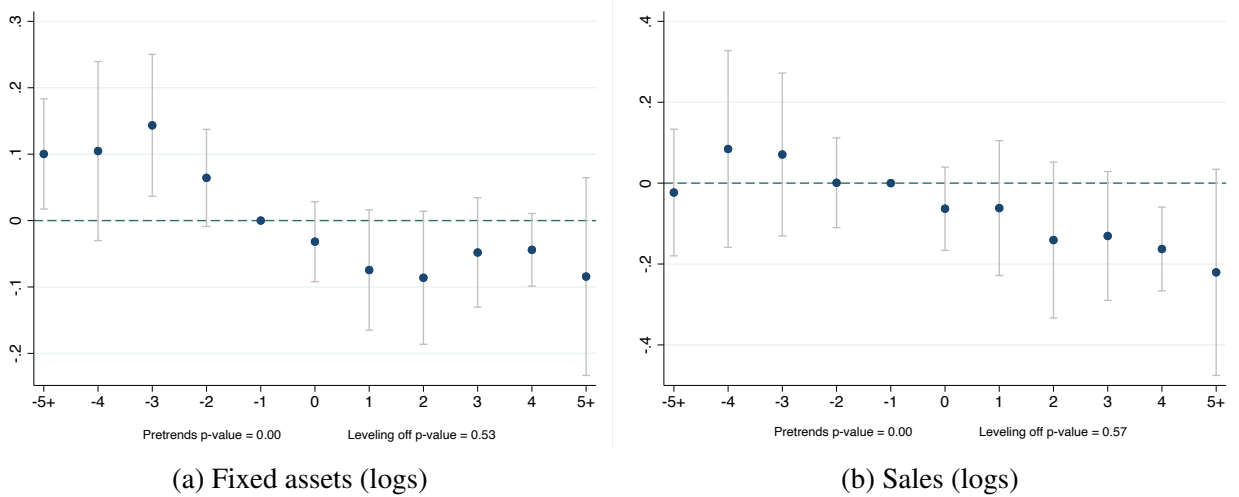 .3
.2
.1
0
-.1
-.2
-5+ -4 -3 -2 -1 0 1 2 3 4 5+
Pretrends p-value = 0.00 Leveling off p-value = 0.53
(a) Fixed assets (logs)
.4
.2
0
-.2
-.4
-5+ -4 -3 -2 -1 0 1 2 3 4 5+
Pretrends p-value = 0.00 Leveling off p-value = 0.57
(b) Sales (logs)